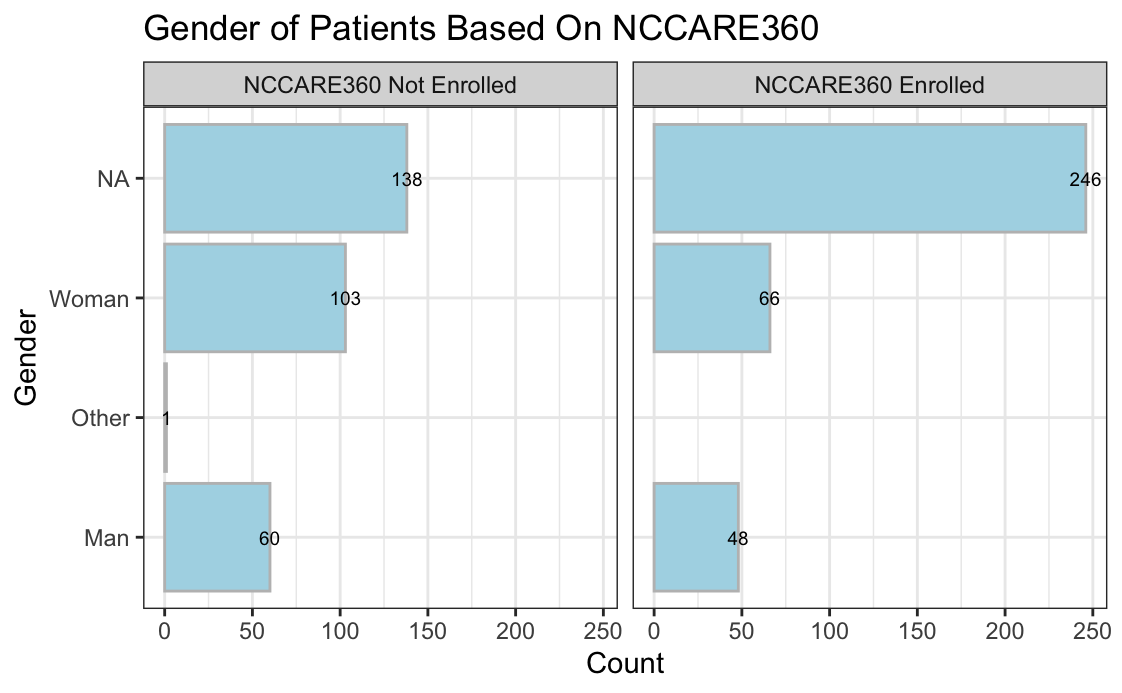 Gender of Patients Based On NCCARE360
NCCARE360 Not Enrolled
NCCARE360 Enrolled
NA
138
246
Woman
103
66
Other
1
Man
60
48
0 50 100 150 200 250
0 50 100 150 200 250
Count
Gender